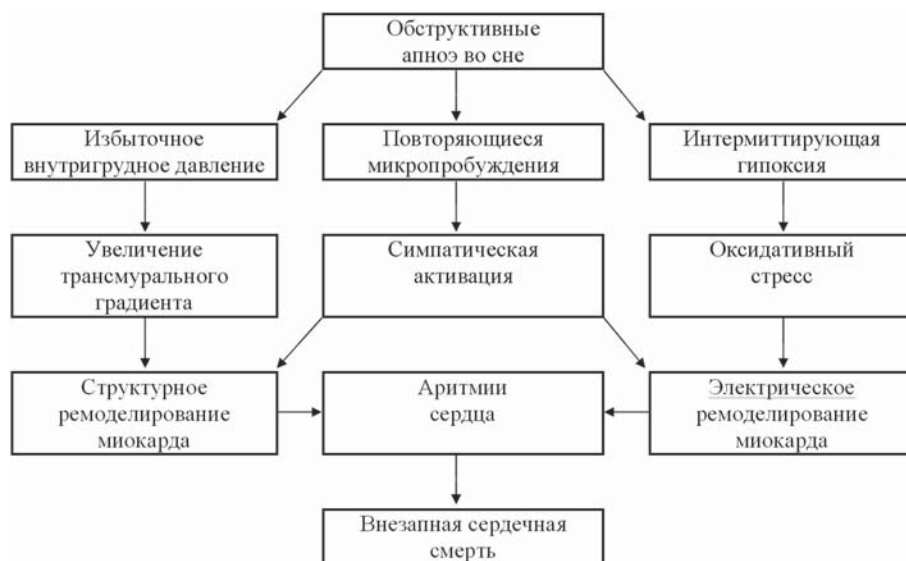 Обструктивные
апноэ во сне
Избыточное
внутригрудное давление
Повторяющиеся
микропробуждения
Интермиттирующая
гипоксия
Увеличение
трансмурального
градиента
Симпатическая
активация
Оксидативный
стресс
Структурное
ремоделирование
миокарда
Аритмии
сердца
Электрическое
ремоделирование
миокарда
Внезапная сердечная
смерть